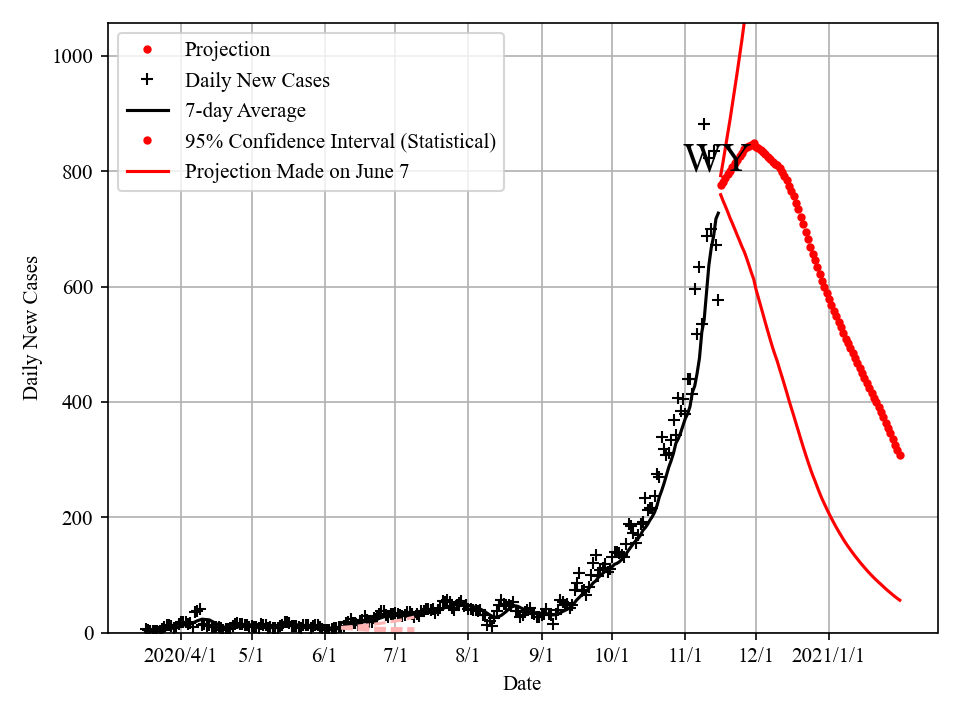 Projection
Daily New Cases
7-day Average
95% Confidence Interval (Statistical)
Projection Made on June 7
WY
1000
800
600
400
200
0
Daily New Cases
2020/4/1 5/1 6/1 7/1 8/1 9/1 10/1 11/1 12/1 2021/1/1
Date